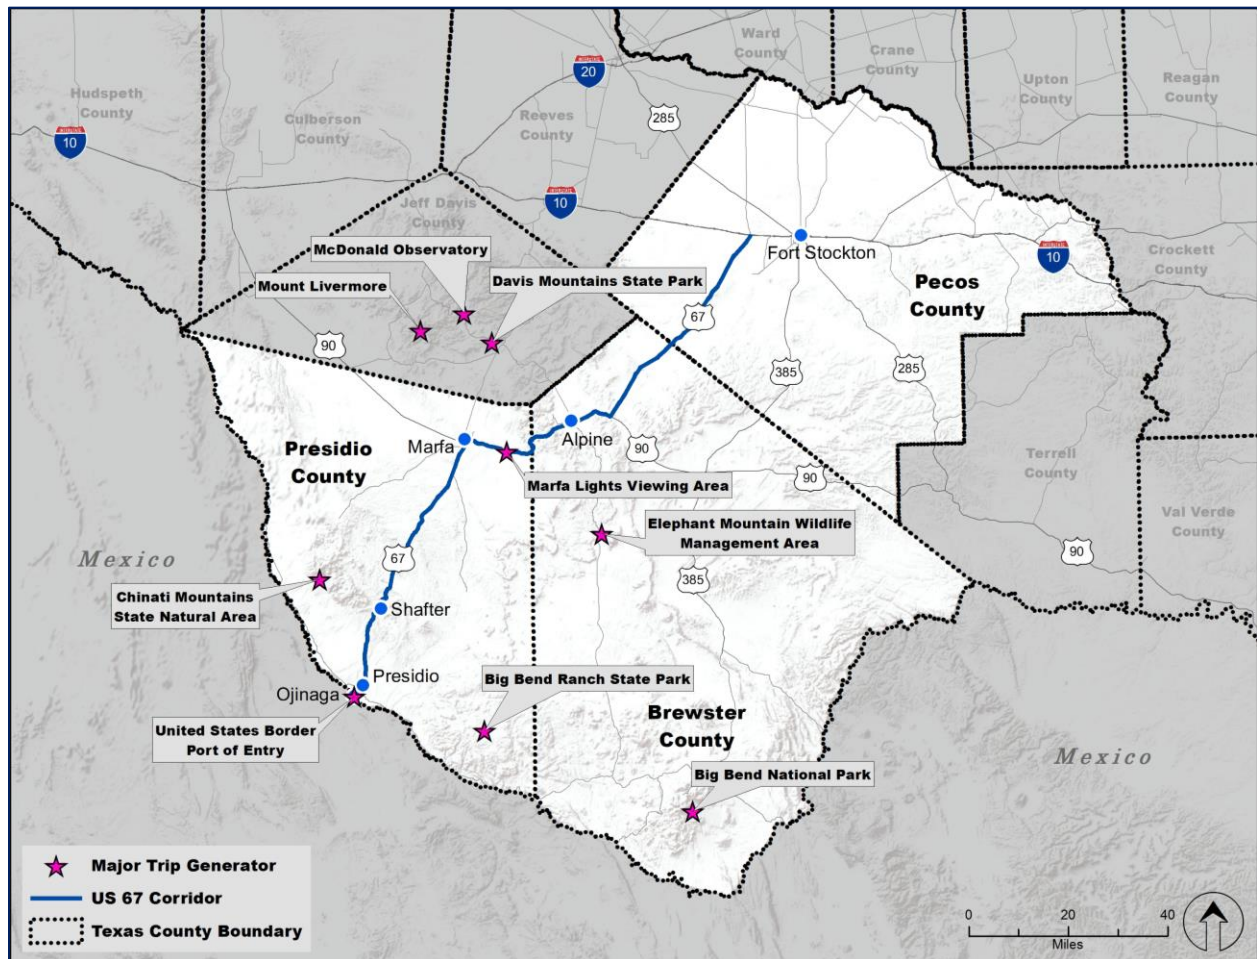 Ward
County
Crane
County
20
Hudspeth
County
Upton
County
Reagan
County
INTERSTATE
10
Culberson
County
Reeves
County
285
10
Jeff Davis
County
McDonald Observatory
Fort Stockton
10
Crockett
County
Mount Livermore
Davis Mountains State Park
Pecos
County
67
90
385
285
Marfa
Alpine
Presidio
County
90
Terrell
County
Marfa Lights Viewing Area
90
Val Verde
County
Elephant Mountain Wildlife
Management Area
Mexico
67
90
385
Chinati Mountains
State Natural Area
Shafter
Presidio
Big Bend Ranch State Park
Ojinaga
Brewster
County
United States Border
Port of Entry
Mexico
Big Bend National Park
Major Trip Generator
US 67 Corridor
Texas County Boundary
0 20 40
Miles